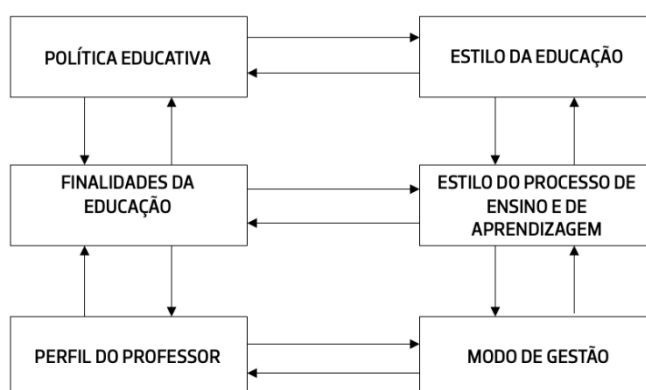 POLÍTICA EDUCATIVA
ESTILO DA EDUCAÇÃO
FINALIDADES DA
EDUCAÇÃO
ESTILO DO PROCESSO DE
ENSINO E DE
APRENDIZAGEM
PERFIL DO PROFESSOR
MODO DE GESTÃO